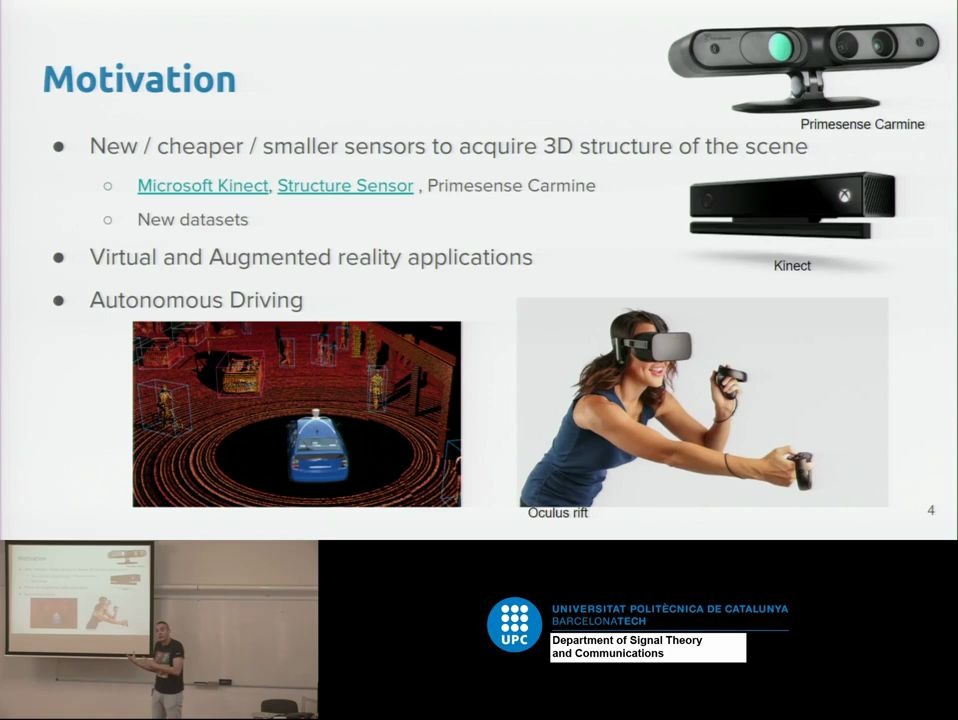 Motivation
Primesense Carmine
● New / cheaper / smaller sensors to acquire 3D structure of the scene
○ Microsoft Kinect, Structure Sensor , Primesense Carmine
○ New datasets
Kinect
● Virtual and Augmented reality applications
● Autonomous Driving
Oculus rift
4
Motivation
UPC
UNIVERSITAT POLITÈCNICA DE CATALUNYA
BARCELONATECH
Department of Signal Theory
and Communications